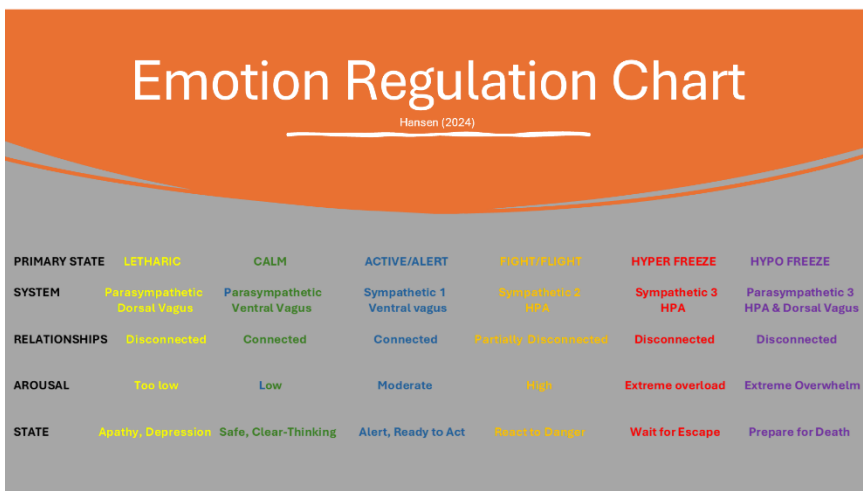 Emotion Regulation Chart
Hansen (2024)
PRIMARY STATE LETHARIC CALM ACTIVE/ALERT FIGHT/FLIGHT HYPER FREEZE HYPO FREEZE
SYSTEM Parasympathetic Parasympathetic Sympathetic 1 Sympathetic 2 Sympathetic 3 Parasympathetic 3
Dorsal Vagus Ventral Vagus Ventral vagus HPA HPA HPA & Dorsal Vagus
RELATIONSHIPS Disconnected Connected Connected Partially Disconnected Disconnected Disconnected
AROUSAL Too low Low Moderate High Extreme overload Extreme Overwhelm
STATE Apathy, Depression Safe, Clear-Thinking Alert, Ready to Act React to Danger Wait for Escape Prepare for Death